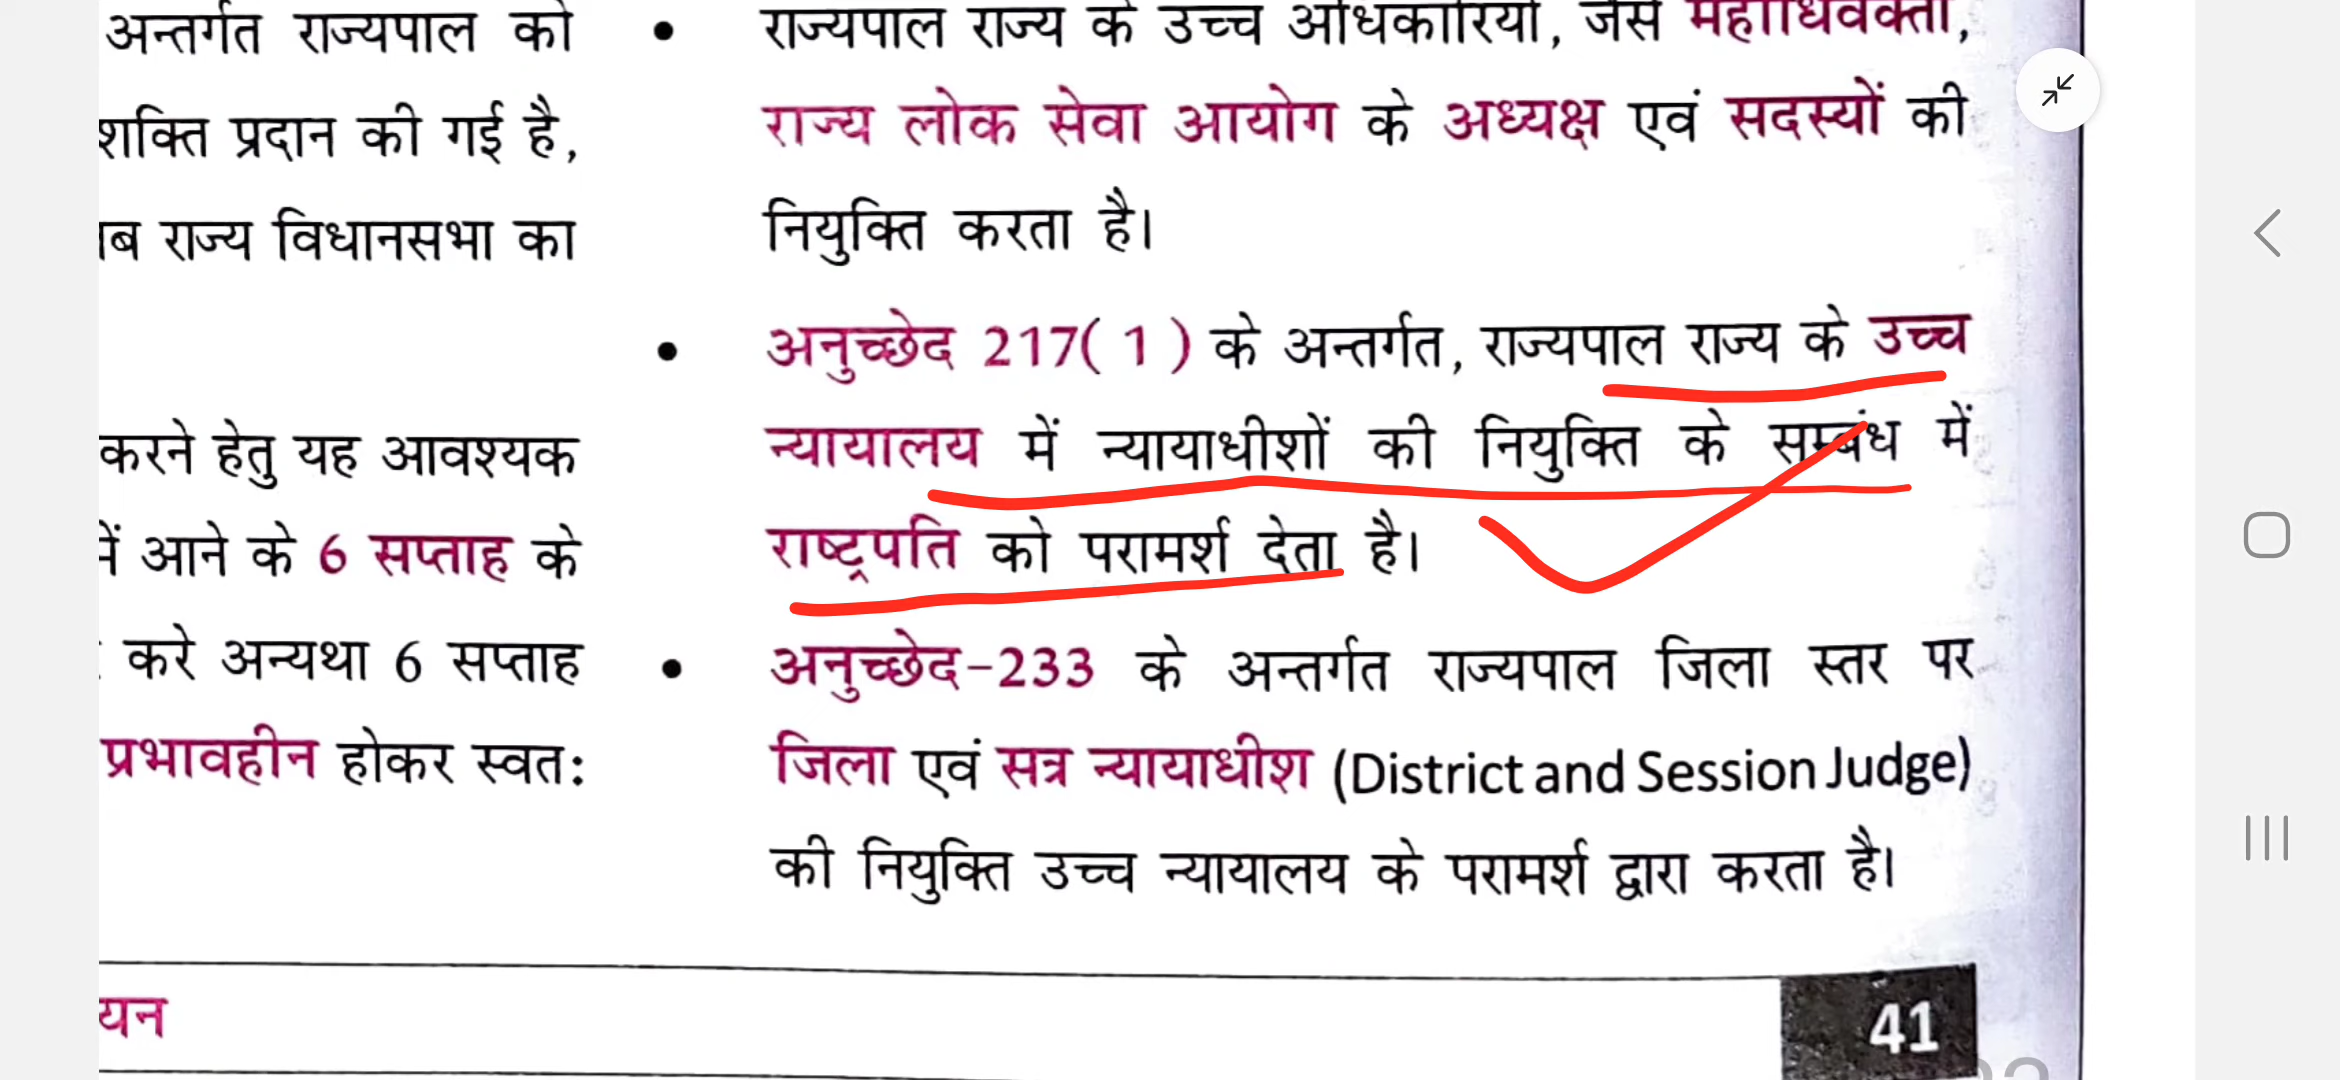 अन्तर्गत राज्यपाल को
शक्ति प्रदान की गई है,
राज्य विधानसभा का
करने हेतु यह आवश्यक
में आने के 6 सप्ताह के
करे अन्यथा 6 सप्ताह
प्रभावहीन होकर स्वत:
• राज्यपाल राज्य के उच्च अधिकारियों, जैसे महाधिवक्ता,
राज्य लोक सेवा आयोग के अध्यक्ष एवं सदस्यों की
नियुक्ति करता है।
• अनुच्छेद 217( 1 ) के अन्तर्गत, राज्यपाल राज्य के उच्च
न्यायालय में न्यायाधीशों की नियुक्ति के सम्बंध में
राष्ट्रपति को परामर्श देता है।
• अनुच्छेद-233 के अन्तर्गत राज्यपाल जिला स्तर पर
जिला एवं सत्र न्यायाधीश (District and Session Judge)
की नियुक्ति उच्च न्यायालय के परामर्श द्वारा करता है।
41